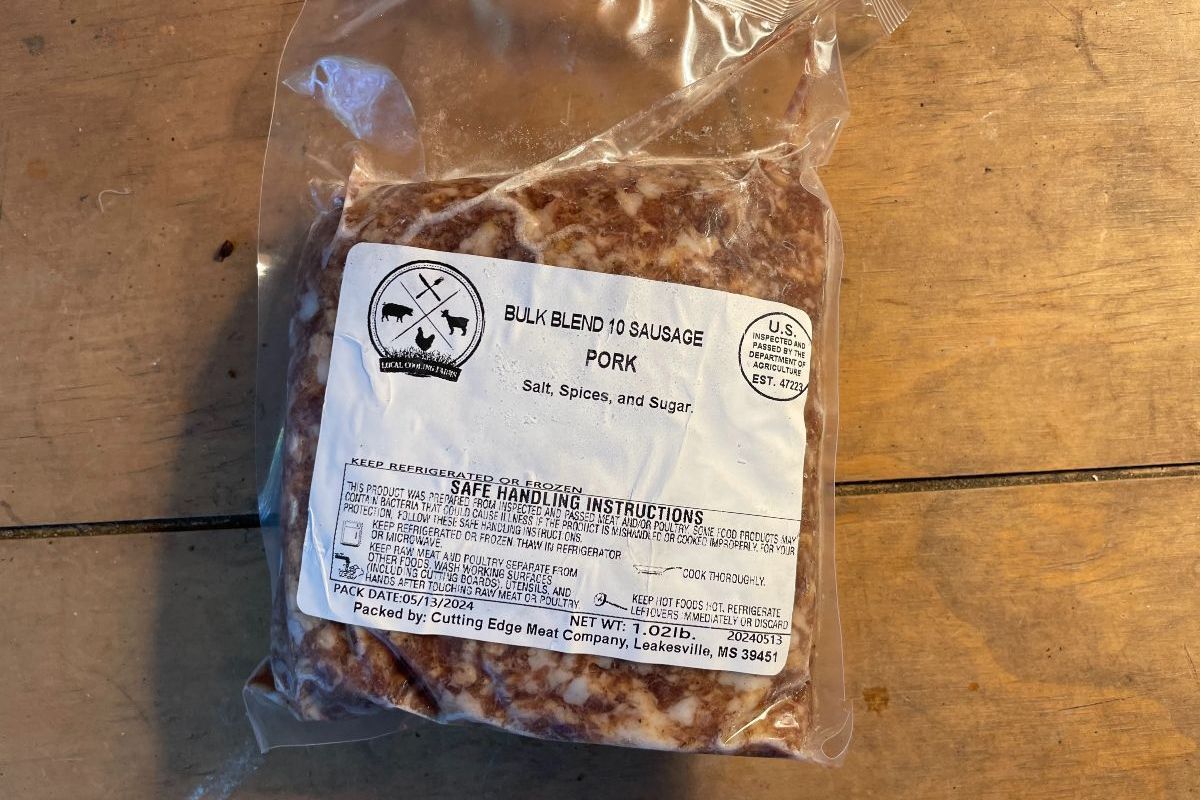 BULK BLEND 10 SAUSAGE
PORK
Salt, Spices, and Sugar.
U.S.
INSPECTED AND
PASSED BY THE
DEPARTMENT OF
AGRICULTURE
EST. 47223
LOCAL COOLING FARMS
KEEP REFRIGERATED OR FROZEN
SAFE HANDLING INSTRUCTIONS
THIS PRODUCT WAS PREPARED FROM INSPECTED AND PASSED MEAT AND/OR POULTRY. SOME FOOD PRODUCTS MAY
CONTAIN BACTERIA THAT COULD CAUSE ILLNESS IF THE PRODUCT IS MISHANDLED OR COOKED IMPROPERLY. FOR YOUR
PROTECTION, FOLLOW THESE SAFE HANDLING INSTRUCTIONS.
KEEP REFRIGERATED OR FROZEN. THAW IN REFRIGERATOR
OR MICROWAVE.
KEEP RAW MEAT AND POULTRY SEPARATE FROM
OTHER FOODS. WASH WORKING SURFACES
(INCLUDING CUTTING BOARDS), UTENSILS, AND
HANDS AFTER TOUCHING RAW MEAT OR POULTRY
COOK THOROUGHLY.
KEEP HOT FOODS HOT. REFRIGERATE
LEFTOVERS IMMEDIATELY OR DISCARD
PACK DATE:05/13/2024
NET WT: 1.02lb.
20240513
Packed by: Cutting Edge Meat Company, Leakesville, MS 39451